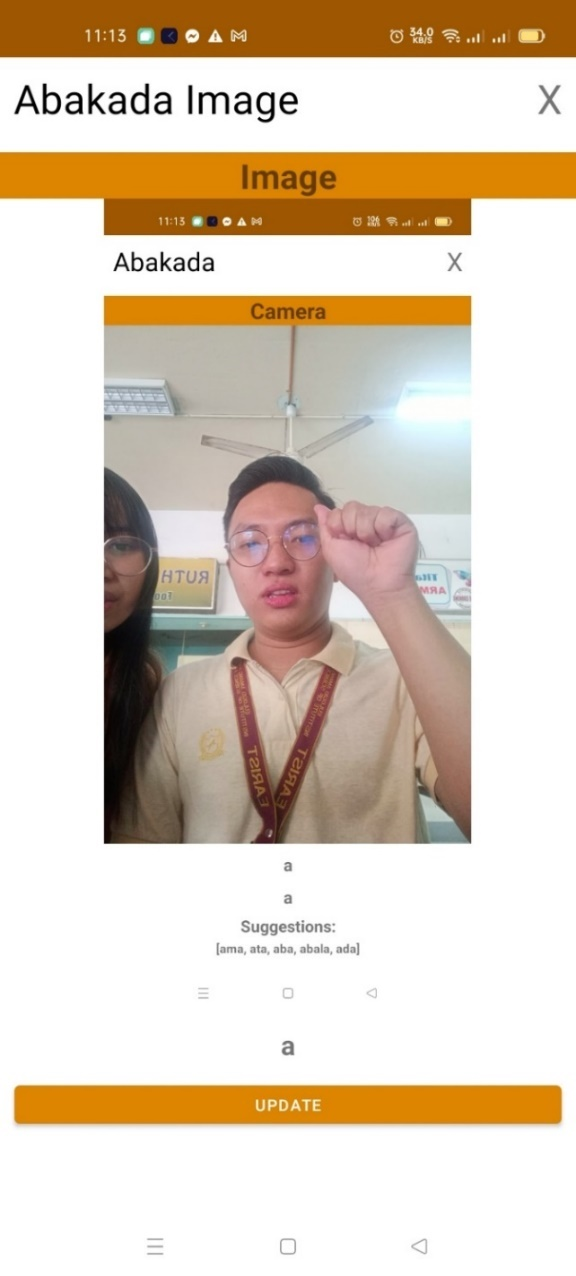 11:13 34.0 KB/S
Abakada Image X
Image
11:13
Abakada X
Camera
RUTH
EARIST EARIST
a
a
Suggestions:
[ama, ata, aba, abala, ada]
a
UPDATE